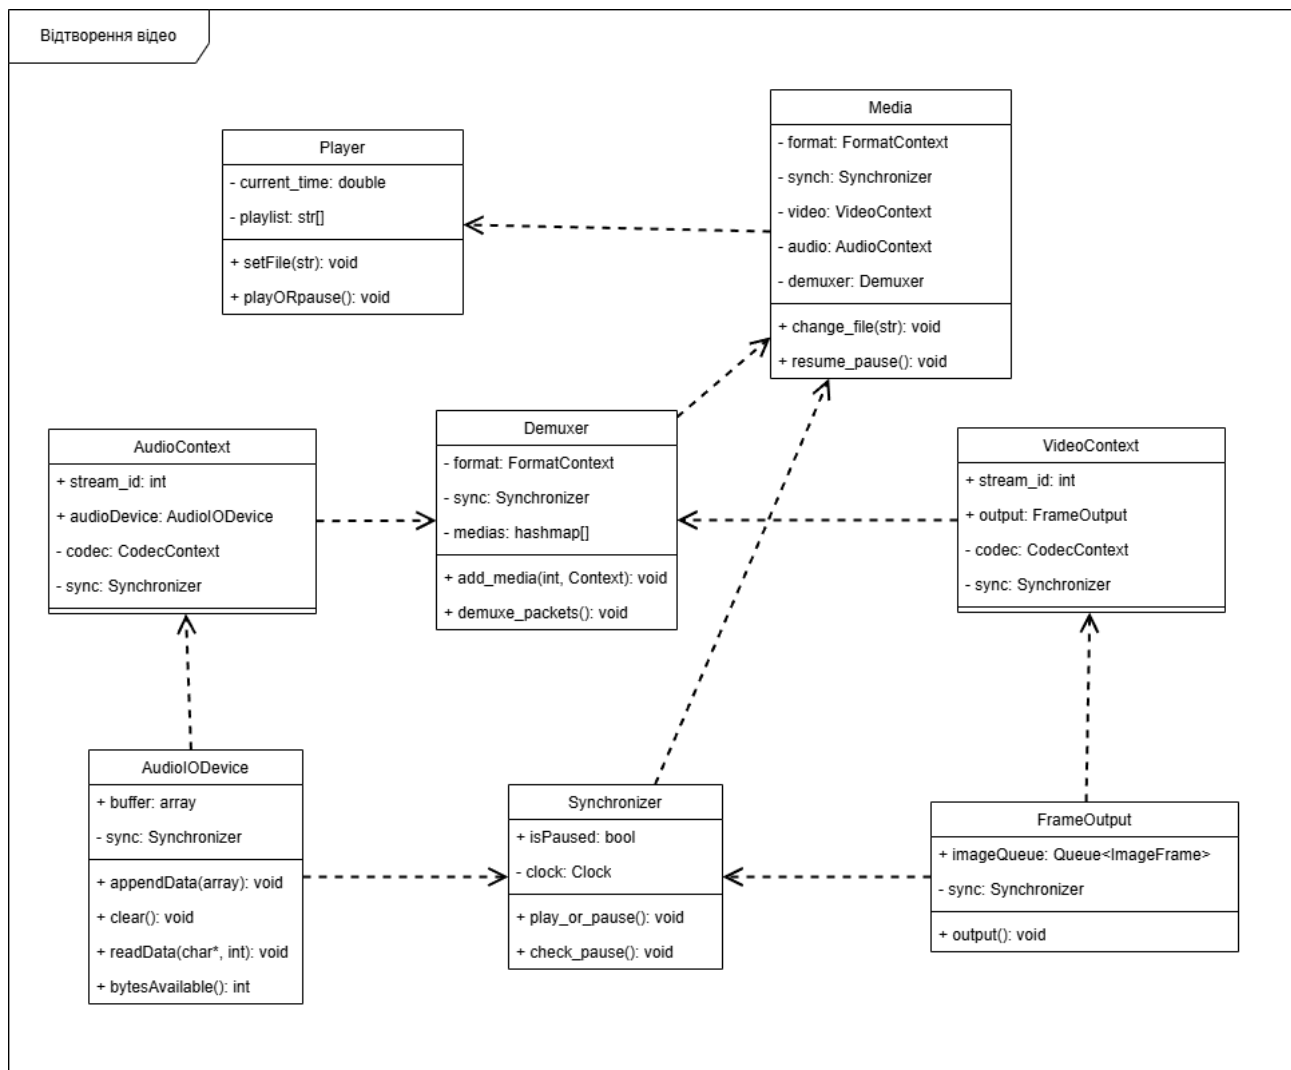 Відтворення відео
Player
- current_time: double
- playlist: str[]
+ setFile(str): void
+ playORpause(): void
Media
- format: FormatContext
- synch: Synchronizer
- video: VideoContext
- audio: AudioContext
- demuxer: Demuxer
+ change_file(str): void
+ resume_pause(): void
AudioContext
+ stream_id: int
+ audioDevice: AudioIODevice
- codec: CodecContext
- sync: Synchronizer
Demuxer
- format: FormatContext
- sync: Synchronizer
- medias: hashmap[]
+ add_media(int, Context): void
+ demuxe_packets(): void
VideoContext
+ stream_id: int
+ output: FrameOutput
- codec: CodecContext
- sync: Synchronizer
AudioIODevice
+ buffer: array
- sync: Synchronizer
+ appendData(array): void
+ clear(): void
+ readData(char*, int): void
+ bytesAvailable(): int
Synchronizer
+ isPaused: bool
- clock: Clock
+ play_or_pause(): void
+ check_pause(): void
FrameOutput
+ imageQueue: Queue<ImageFrame>
- sync: Synchronizer
+ output(): void